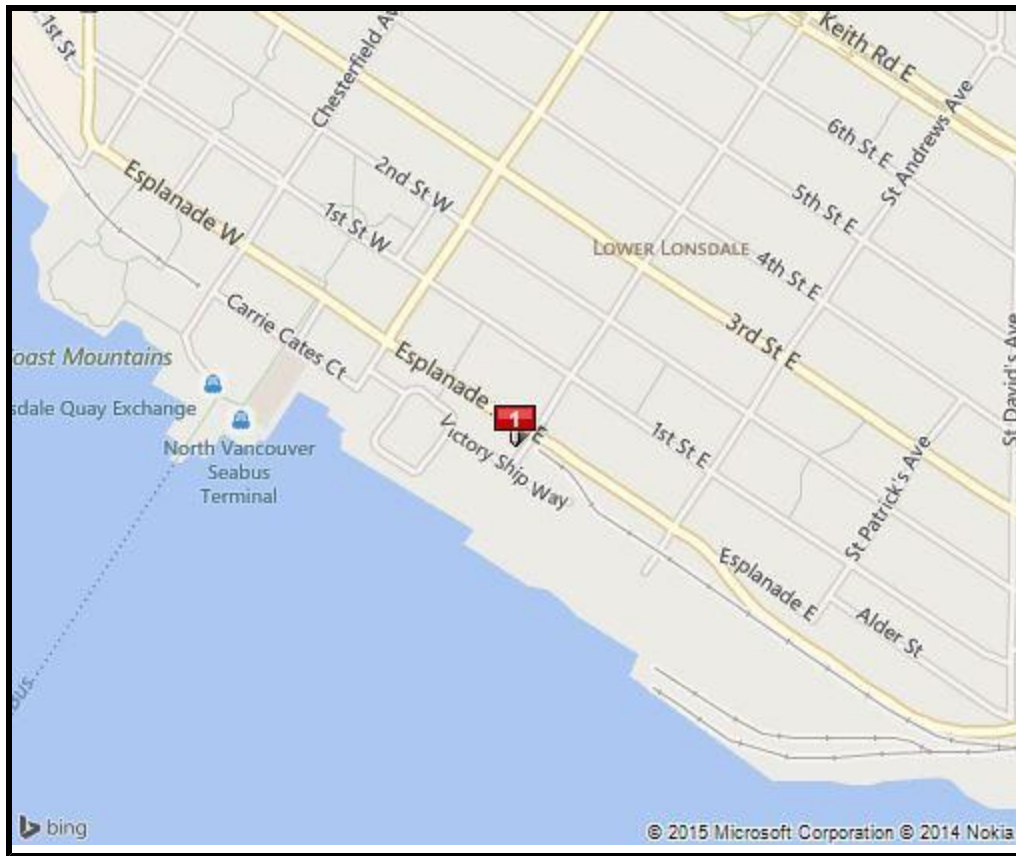 1st St
Chesterfield Av
Keith Rd E
St Andrews Ave
6th St E
5th St E
2nd St W
1st St W
Esplanade W
LOWER LONSDALE
4th St E
3rd St E
Carrie Cates Ct
oast Mountains
sdale Quay Exchange
North Vancouver
Seabus
Terminal
Esplanade E
1
Victory Ship Way
1st St E
St David's Ave
St Patrick's Ave
Esplanade E
Alder St
bus
bing
© 2015 Microsoft Corporation © 2014 Nokia